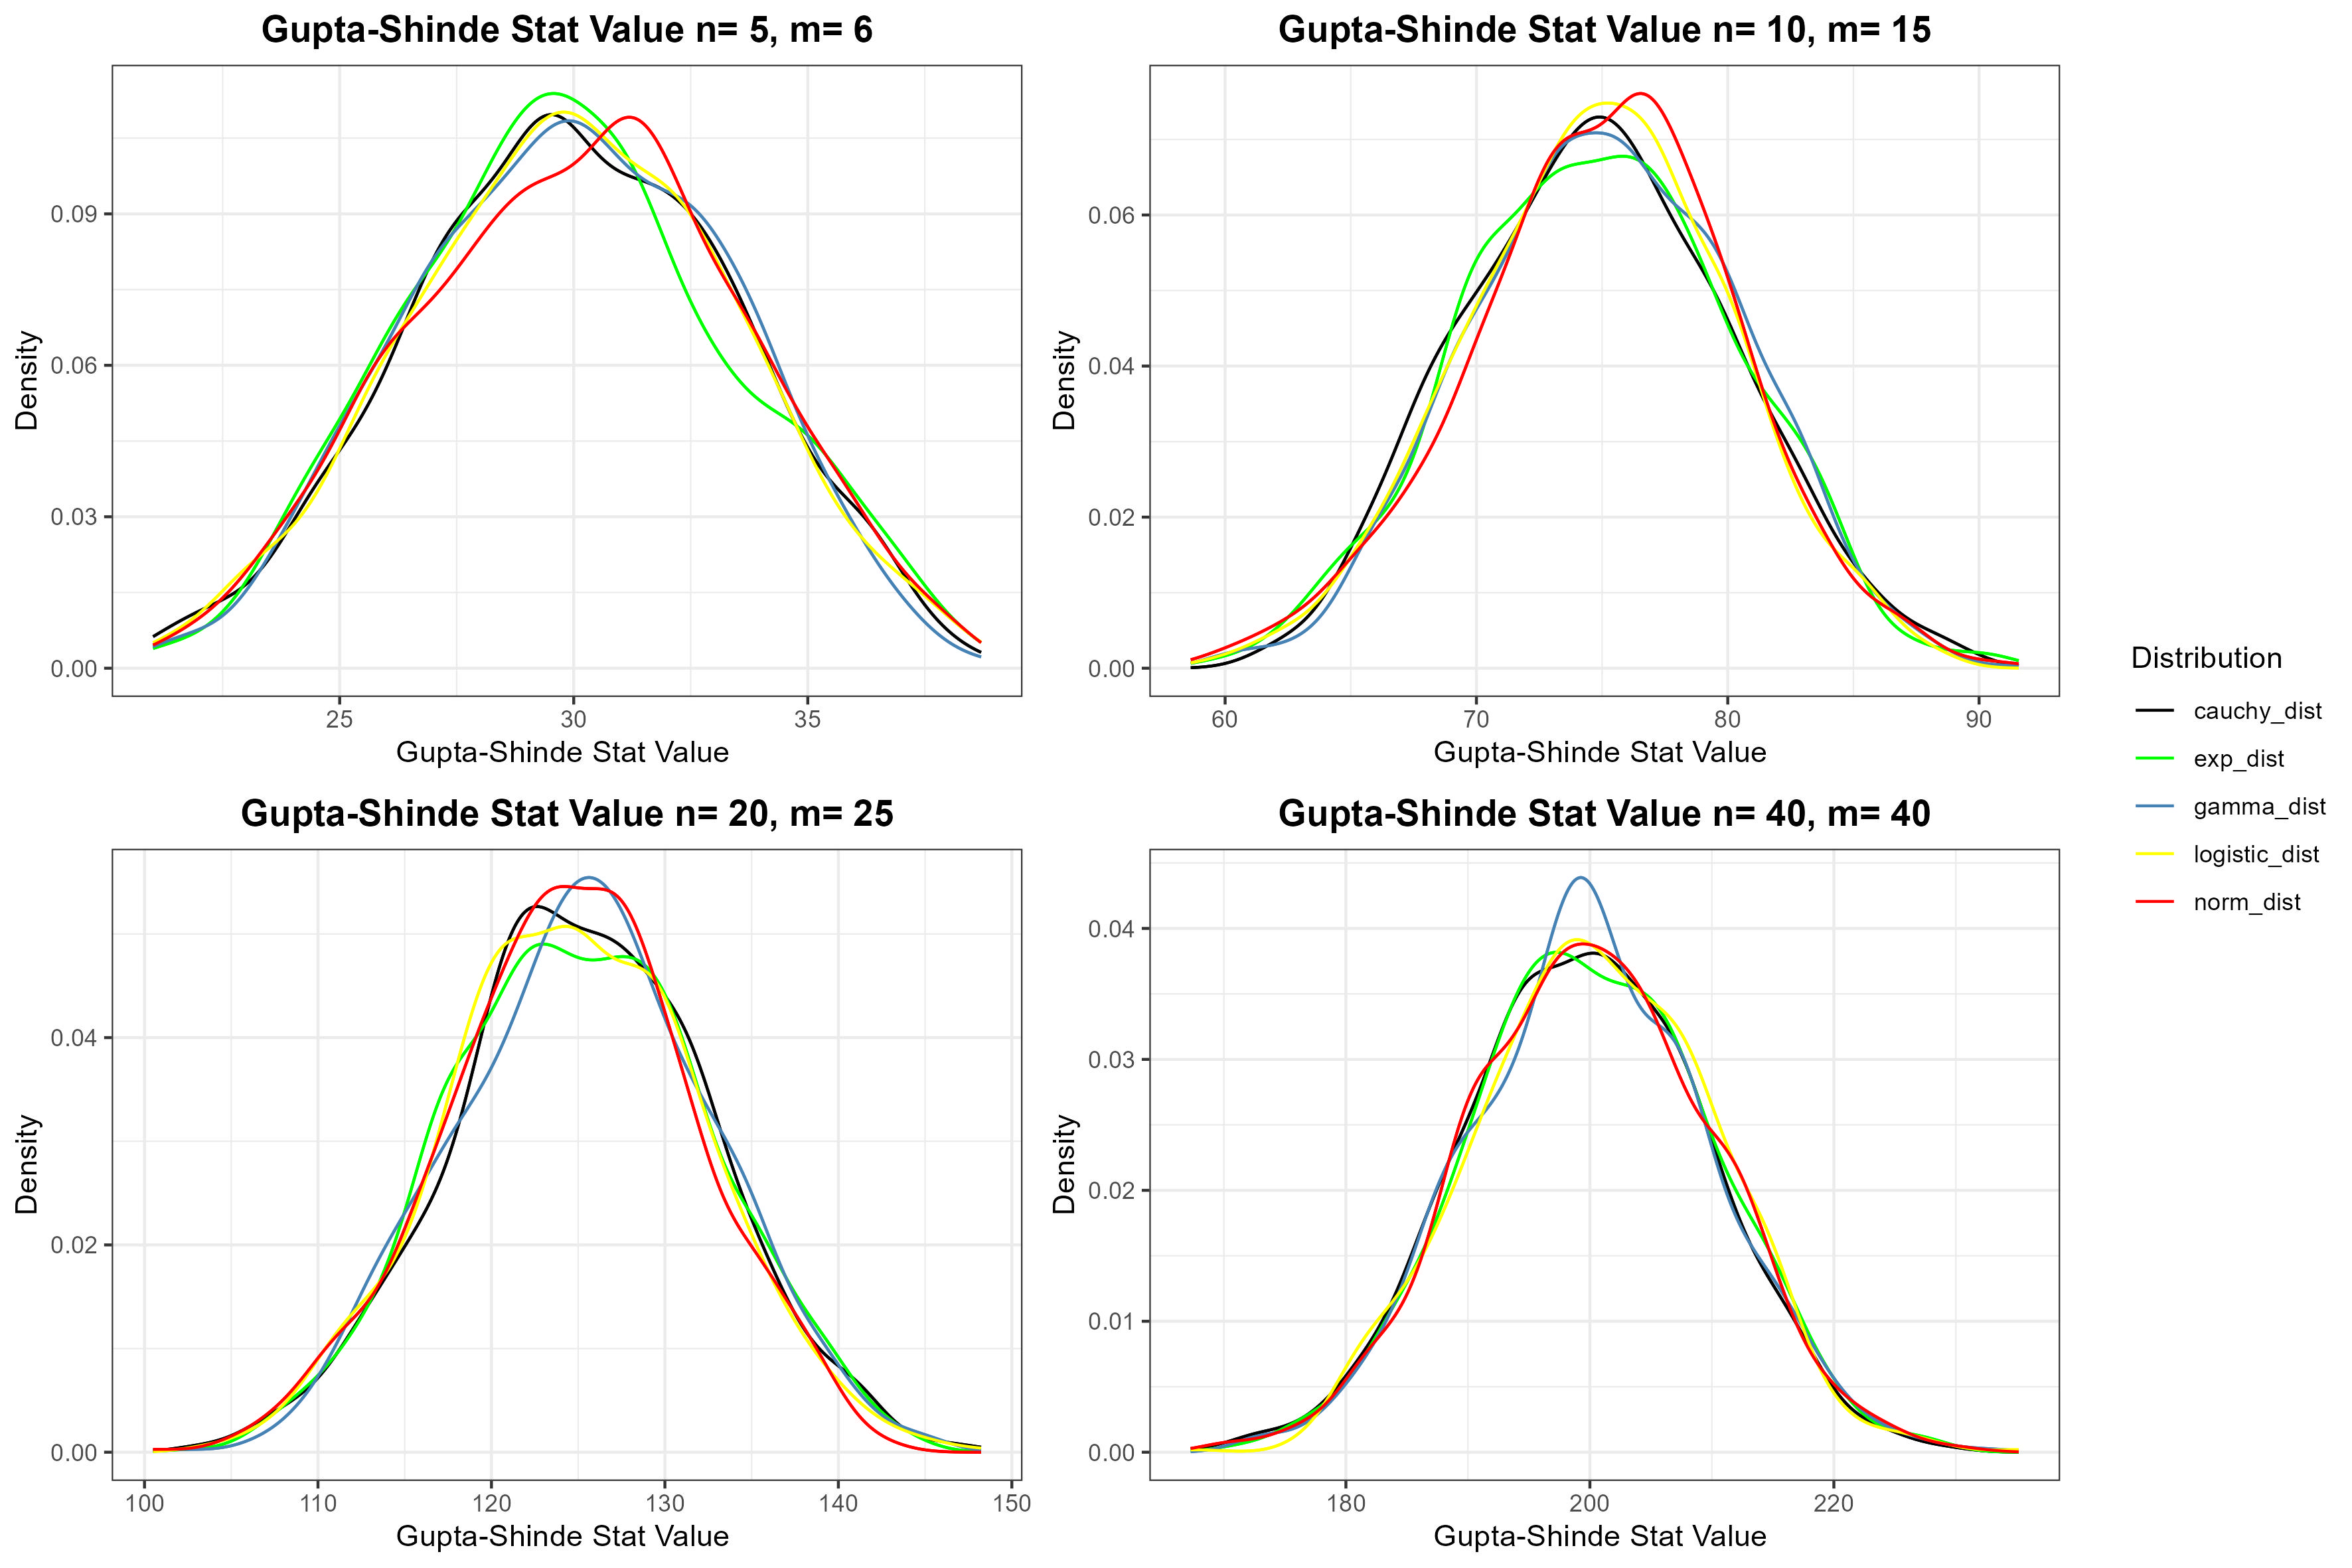 Gupta-Shinde Stat Value n= 5, m= 6
Density
0.09
0.06
0.03
0.00
25 30 35
Gupta-Shinde Stat Value
Gupta-Shinde Stat Value n= 10, m= 15
Density
0.06
0.04
0.02
0.00
60 70 80 90
Gupta-Shinde Stat Value
Gupta-Shinde Stat Value n= 20, m= 25
Density
0.04
0.02
0.00
100 110 120 130 140 150
Gupta-Shinde Stat Value
Gupta-Shinde Stat Value n= 40, m= 40
Density
0.04
0.03
0.02
0.01
0.00
180 200 220
Gupta-Shinde Stat Value
Distribution
cauchy_dist
exp_dist
gamma_dist
logistic_dist
norm_dist